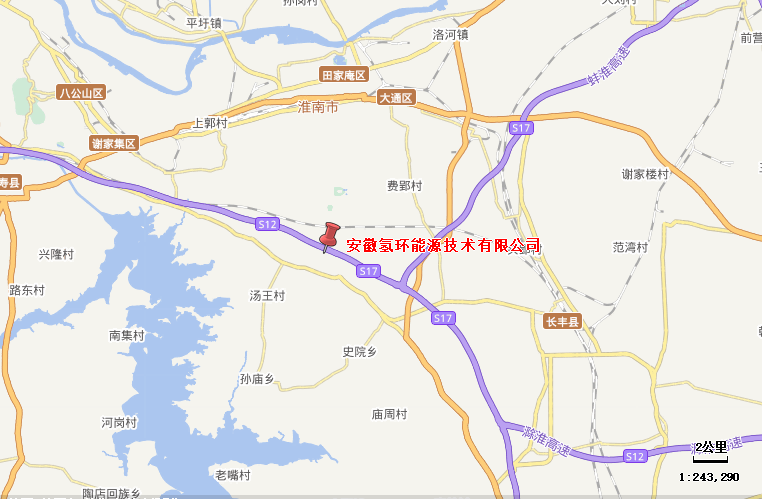 孙岗村
大刘村
平圩镇
洛河镇
前营
蚌淮高速
田家庵区
八公山区
大通区
淮南市
上郭村
S17
谢家集区
谢家楼村
寿县
费郢村
S12
安徽氢环能源技术有限公司
范湾村
兴隆村
S17
路东村
汤王村
S17
长丰县
南集村
史院乡
孙庙乡
庙周村
河岗村
滁淮高速
高速
2公里
S12
老嘴村
1:243,290
陶店回族乡